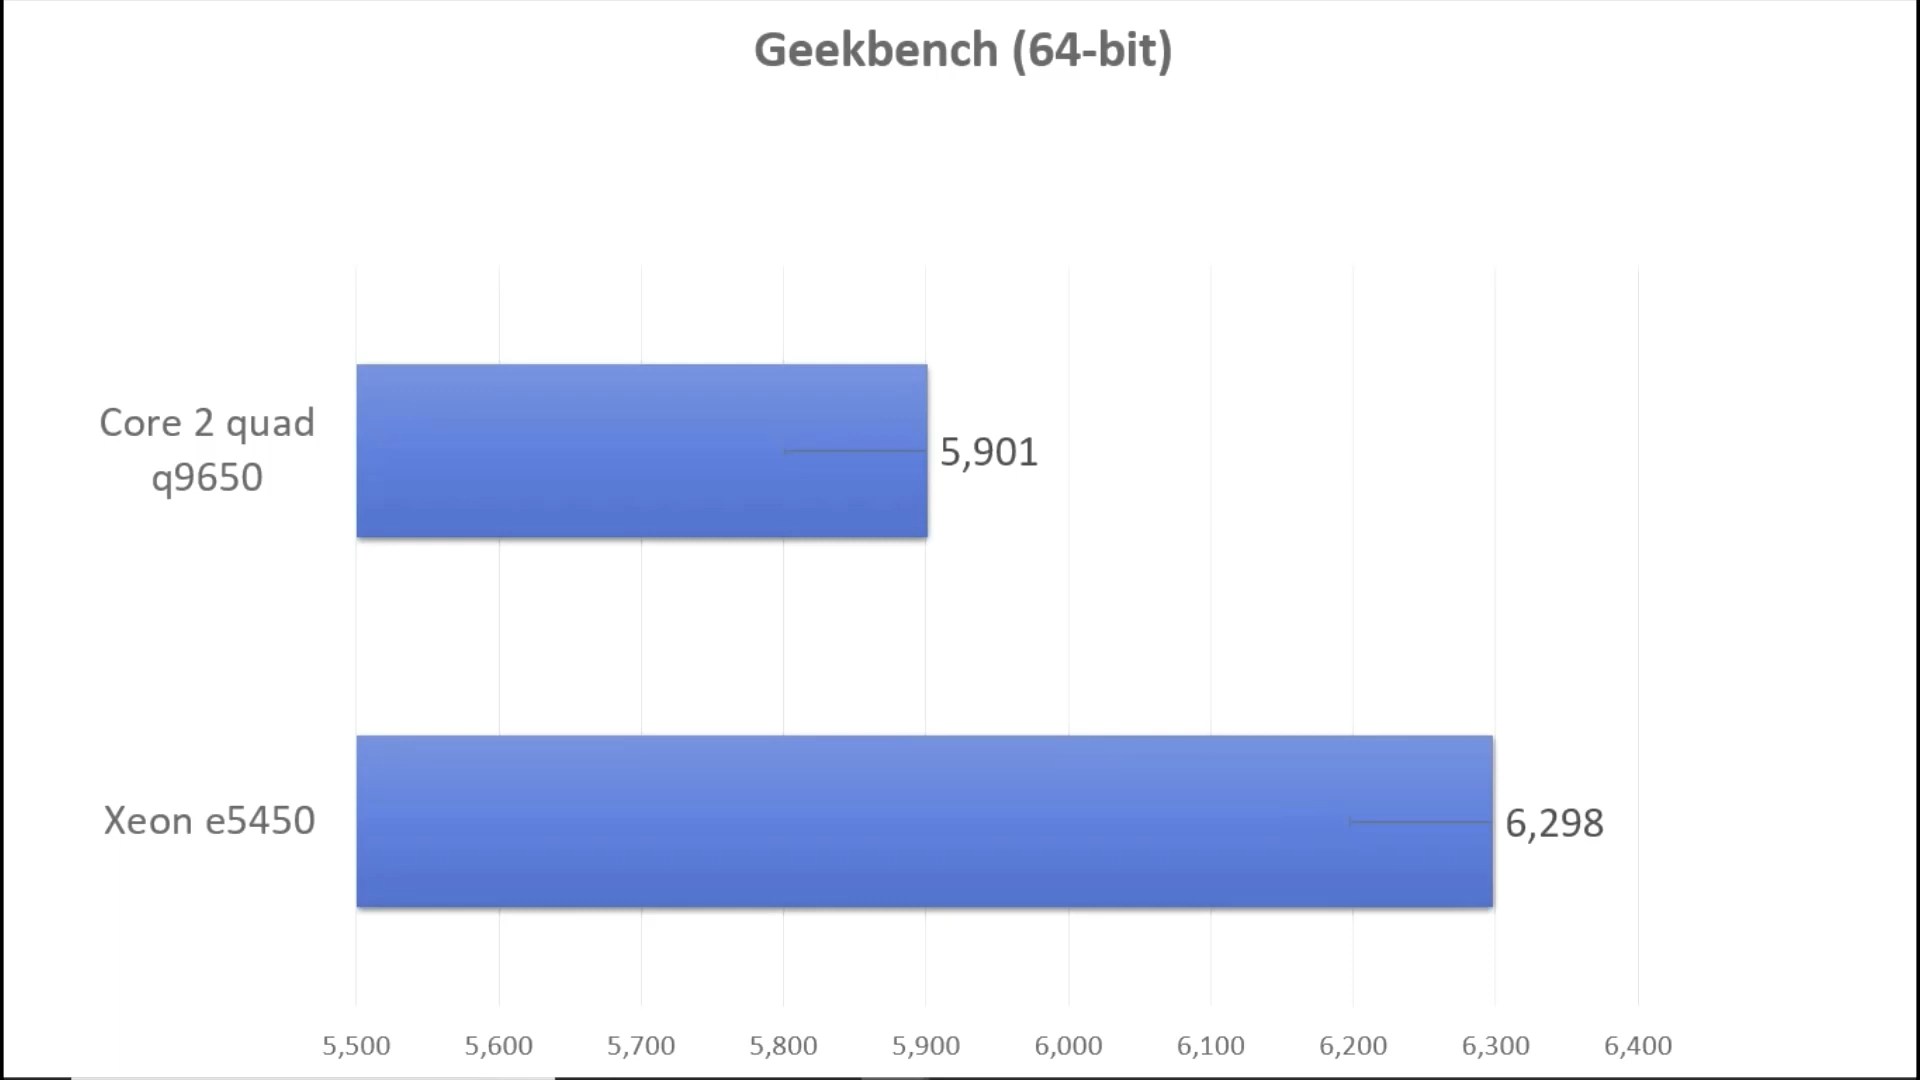 Geekbench (64-bit)
Core 2 quad
q9650
5,901
Xeon e5450
6,298
5,500 5,600 5,700 5,800 5,900 6,000 6,100 6,200 6,300 6,400